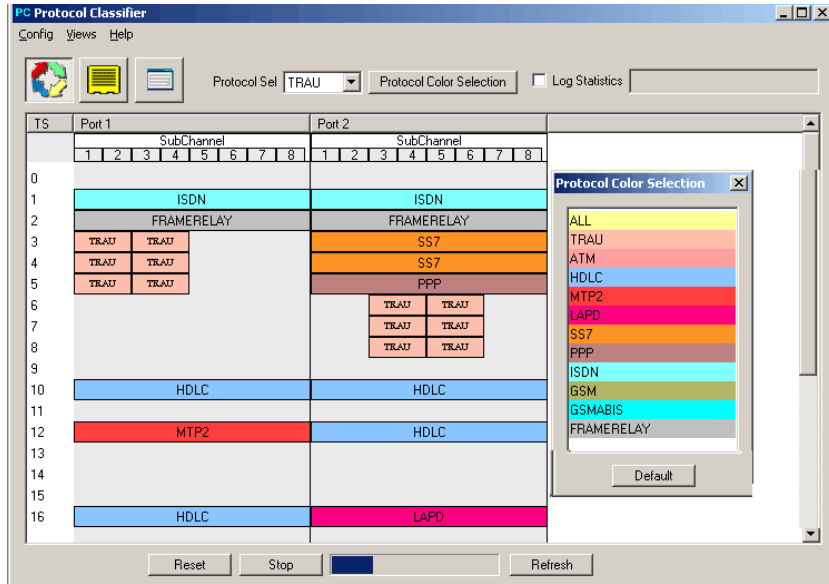 PC Protocol Classifier
Config Views Help
Protocol Sel TRAU Protocol Color Selection Log Statistics
TS Port 1 Port 2
SubChannel SubChannel
1 2 3 4 5 6 7 8 1 2 3 4 5 6 7 8
0
1 ISDN ISDN
2 FRAMERELAY FRAMERELAY
3 TRAU TRAU SS7
4 TRAU TRAU SS7
5 TRAU TRAU PPP
6 TRAU TRAU
7 TRAU TRAU
8 TRAU TRAU
9
10 HDLC HDLC
11
12 MTP2 HDLC
13
14
15
16 HDLC LAPD
Protocol Color Selection
ALL
TRAU
ATM
HDLC
MTP2
LAPD
SS7
PPP
ISDN
GSM
GSMABIS
FRAMERELAY
Default
Reset Stop Refresh